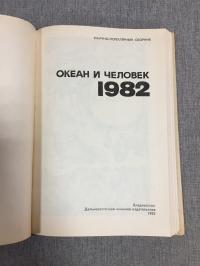 НАУЧНО-ПОПУЛЯРНЫЙ СБОРНИК
ОКЕАН И ЧЕЛОВЕК
1982
Владивосток
Дальневосточное книжное издательство
1982